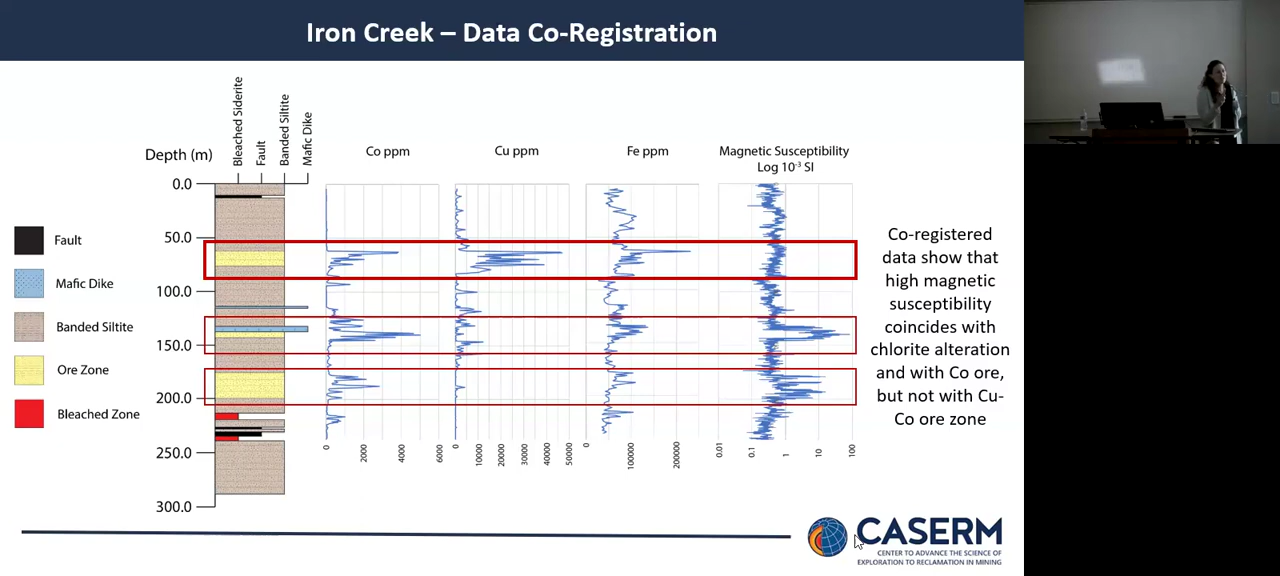 Iron Creek – Data Co-Registration
Bleached Siderite
Fault
Banded Siltite
Mafic Dike
Depth (m)
Co ppm
Cu ppm
Fe ppm
Magnetic Susceptibility
Log 10⁻³ SI
0.0
50.0
100.0
150.0
200.0
250.0
300.0
Fault
Mafic Dike
Banded Siltite
Ore Zone
Bleached Zone
0
2000
4000
6000
0
10000
20000
30000
40000
50000
0
100000
200000
0.01
0.1
1
10
100
Co-registered
data show that
high magnetic
susceptibility
coincides with
chlorite alteration
and with Co ore,
but not with Cu-
Co ore zone
CASERM
CENTER TO ADVANCE THE SCIENCE OF
EXPLORATION TO RECLAMATION IN MINING